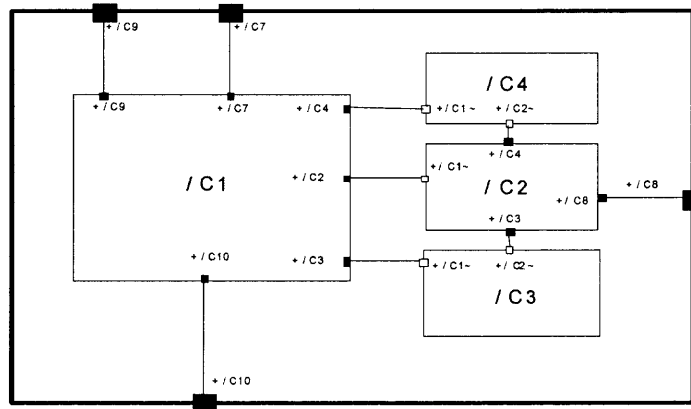 + / C9
+ / C7
+ / C9
+ / C7
+ / C4
/ C1
+ / C2
+ / C10
+ / C3
+ / C10
/ C4
+ / C1 ~
+ / C2 ~
+ / C4
+ / C1 ~
/ C2
+ / C8
+ / C3
+ / C8
+ / C1 ~
+ / C2 ~
/ C3